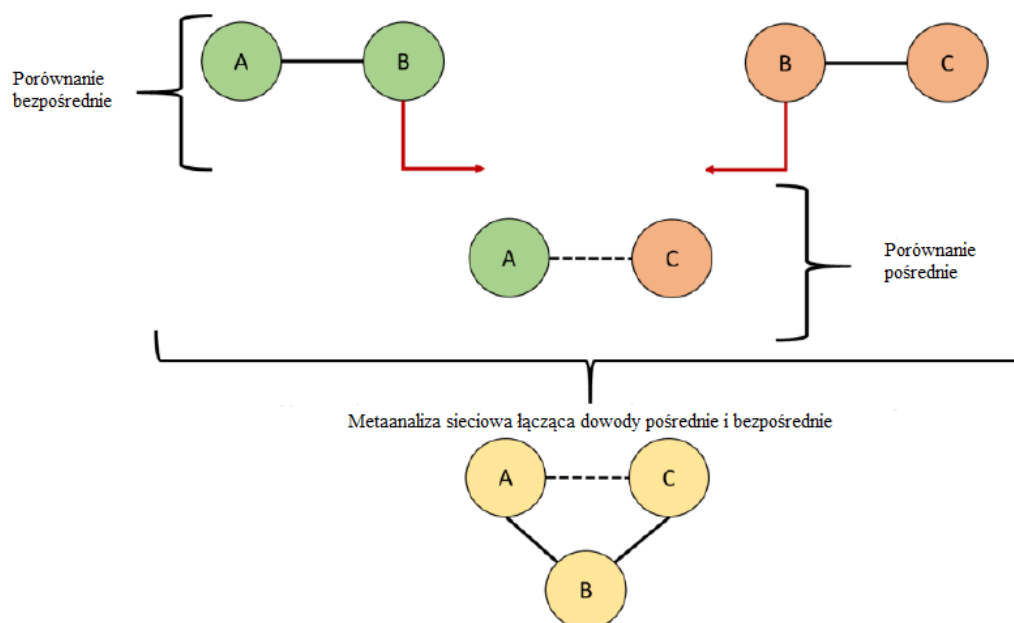 A
B
B
C
Porównanie
bezpośrednie
A
C
Porównanie
pośrednie
Metaanaliza sieciowa łącząca dowody pośrednie i bezpośrednie
A
C
B